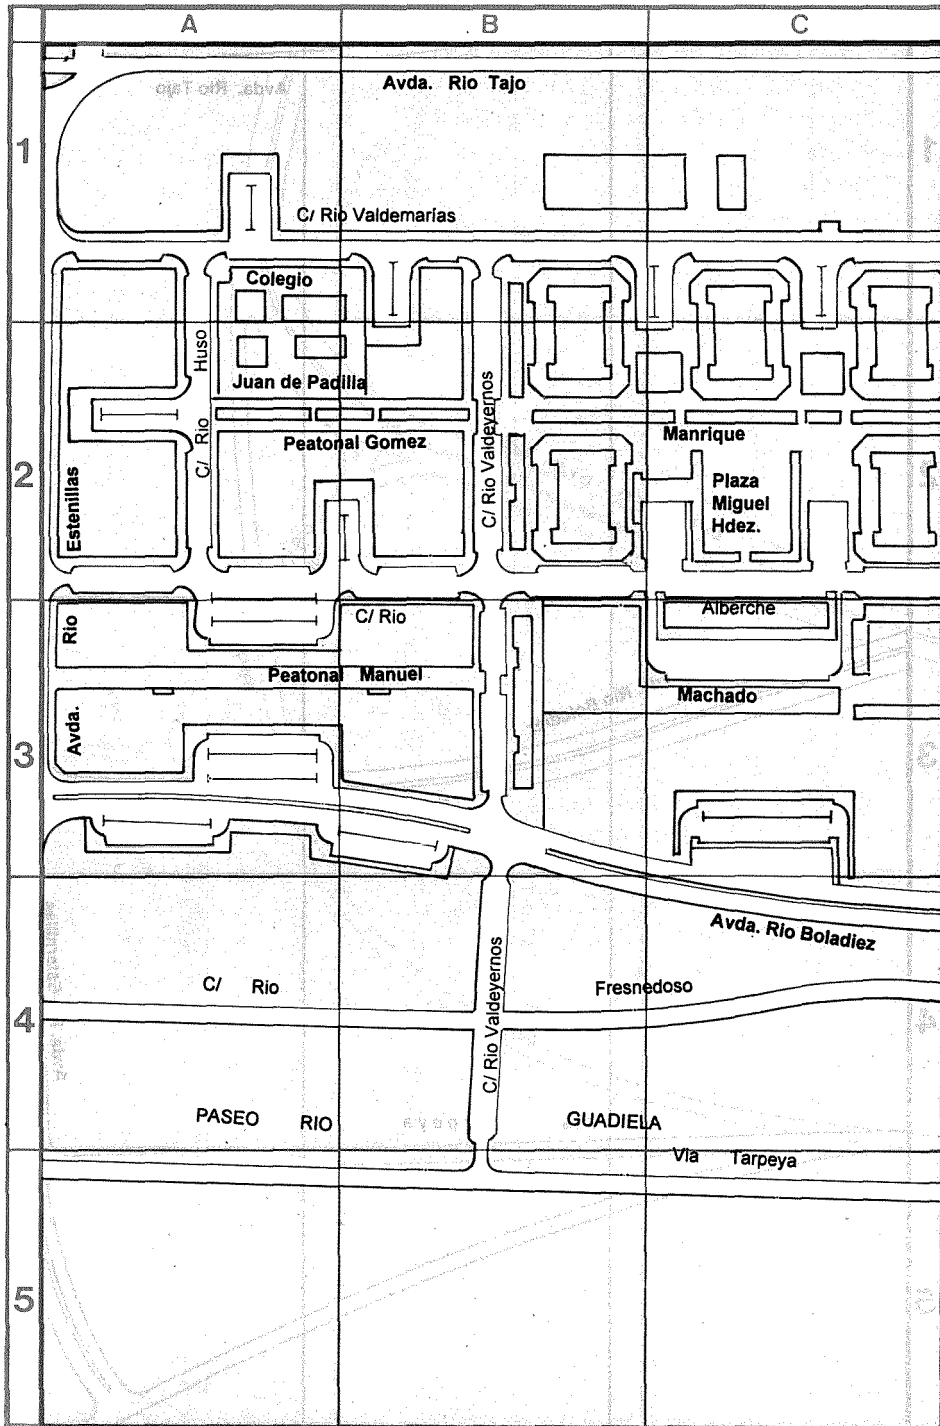 A B C
1
Avda. Rio Tajo
Avda. Rio Tajo
C/ Rio Valdemarías
Colegio
Juan de Padilla
C/ Rio Huso
Peatonal Gomez
Manrique
C/ Rio Valdeyernos
2
Plaza
Miguel
Hdez.
Avda. Rio Estenillas
C/ Rio
Alberche
Peatonal Manuel
Machado
3
Avda. Rio Boladiez
4
C/ Rio
Fresnedoso
C/ Rio Valdeyernos
PASEO RIO
GUADIELA
Via Tarpeya
5